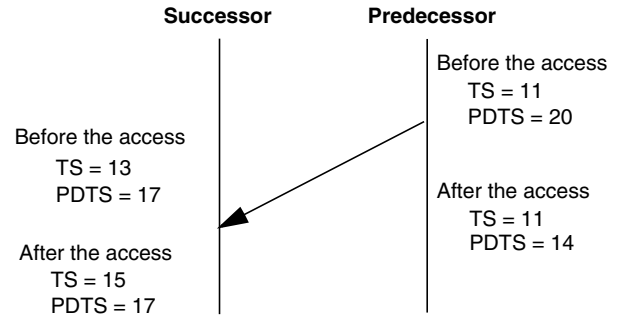 Successor
Predecessor
Before the access
TS = 11
PDTS = 20
Before the access
TS = 13
PDTS = 17
After the access
TS = 11
PDTS = 14
After the access
TS = 15
PDTS = 17